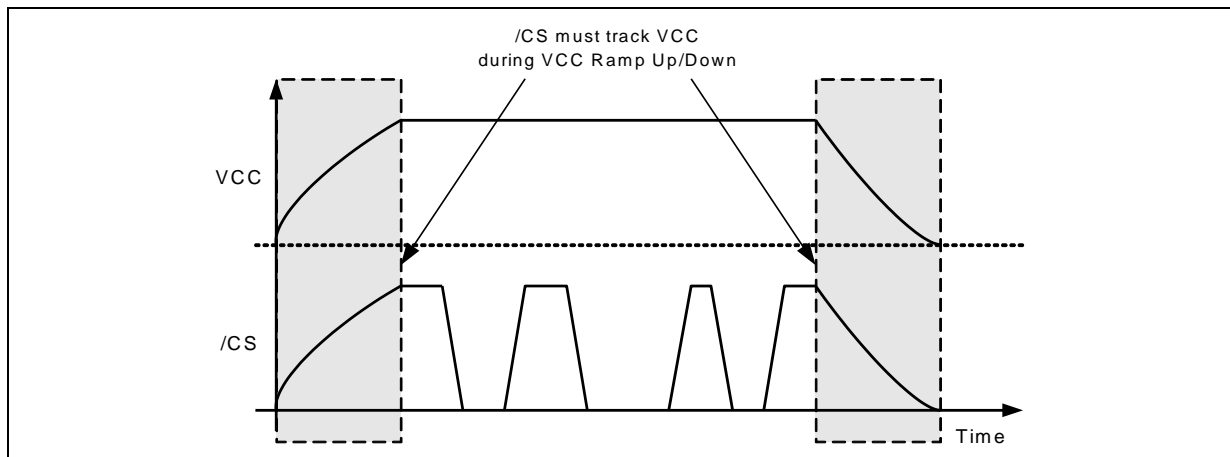 /CS must track VCC
during VCC Ramp Up/Down
VCC
/CS
Time